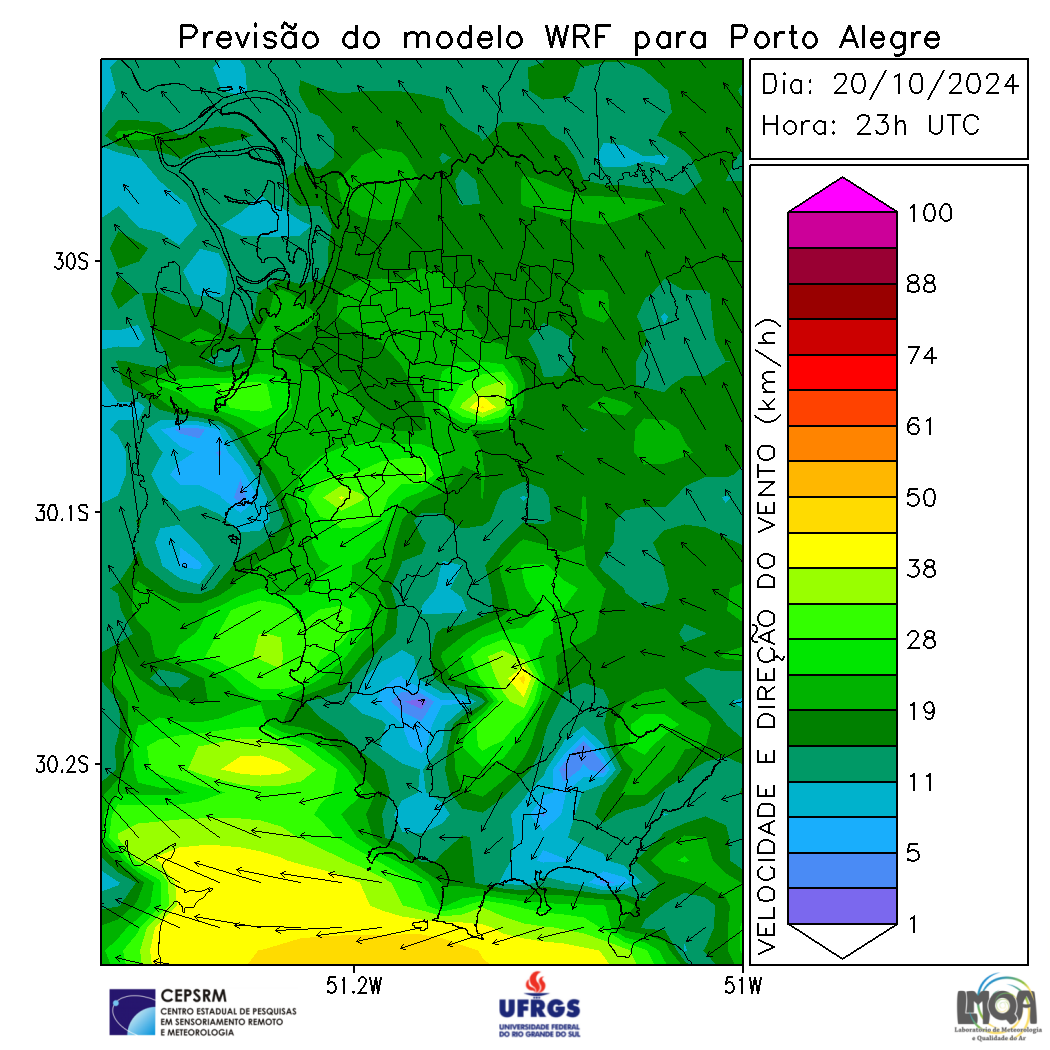 Previsão do modelo WRF para Porto Alegre
Dia: 20/10/2024
Hora: 23h UTC
30S
30.1S
30.2S
51.2W
51W
VELOCIDADE E DIREÇÃO DO VENTO (km/h)
100
88
74
61
50
38
28
19
11
5
1
CEPSRM
CENTRO ESTADUAL DE PESQUISAS
EM SENSORIAMENTO REMOTO
E METEOROLOGIA
UFRGS
UNIVERSIDADE FEDERAL
DO RIO GRANDE DO SUL
LMQA
Laboratório de Meteorologia
e Qualidade do Ar